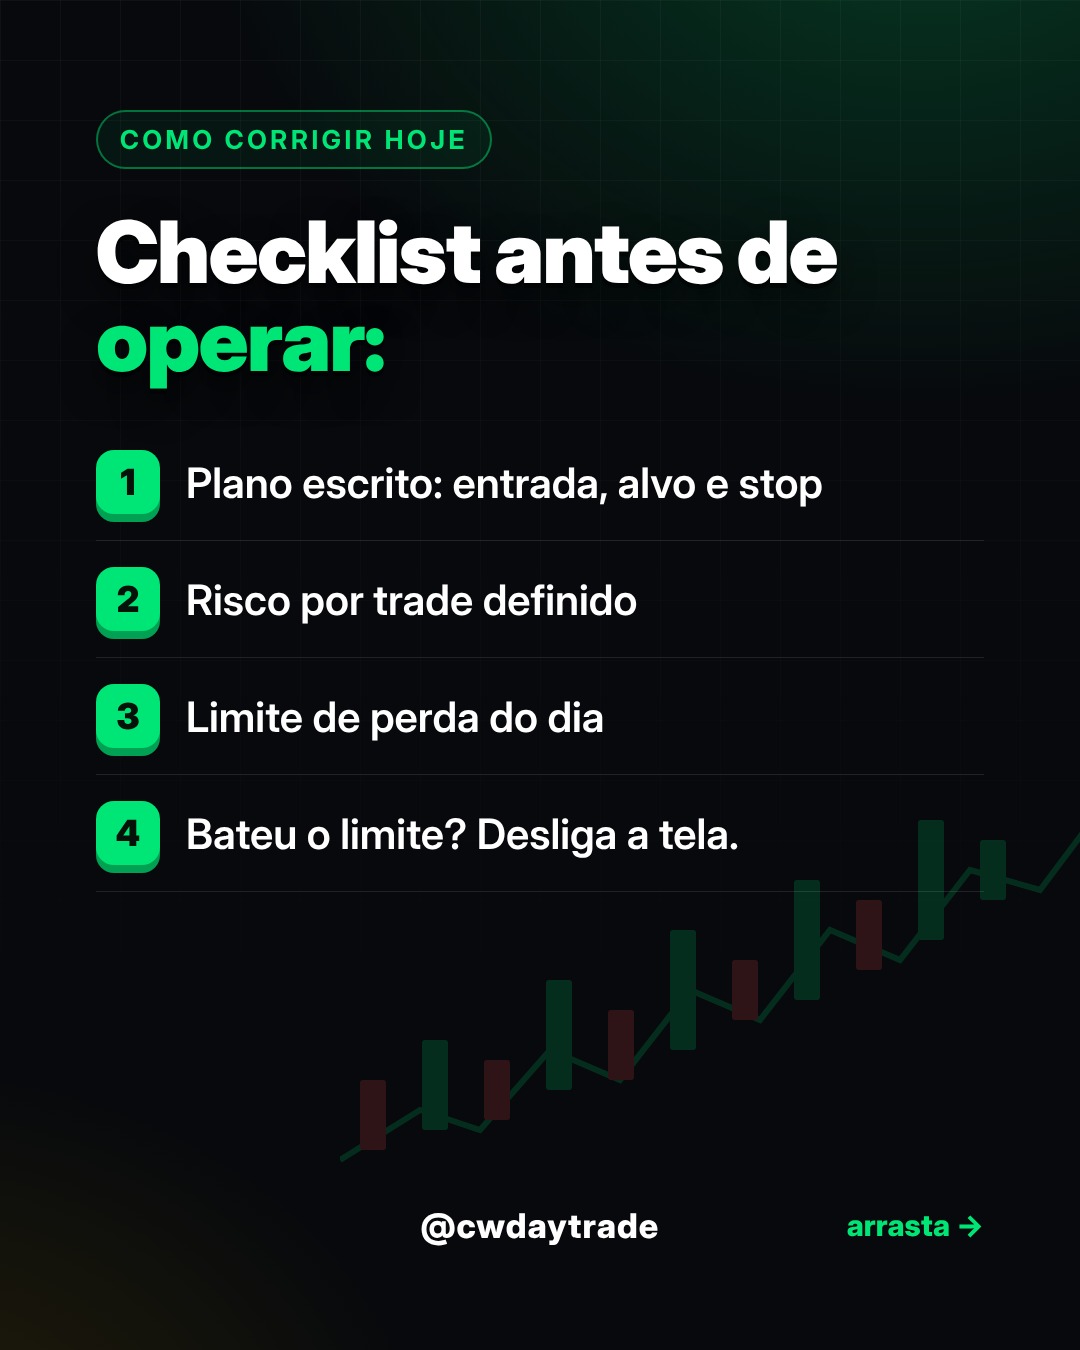 COMO CORRIGIR HOJE
Checklist antes de
operar:
1 Plano escrito: entrada, alvo e stop
2 Risco por trade definido
3 Limite de perda do dia
4 Bateu o limite? Desliga a tela.
@cwdaytrade
arrasta →